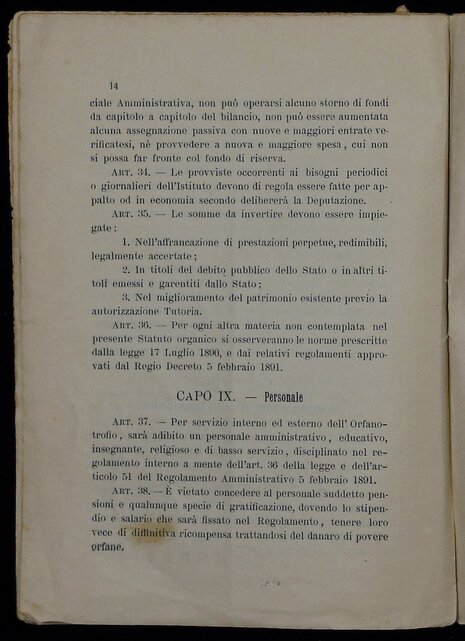 14
ciale Amministrativa, non può operarsi alcuno storno di fondi
da capitolo a capitolo del bilancio, non può essere aumentata
alcuna assegnazione passiva con nuove e maggiori entrate ve-
rificatesi, nè provvedere a nuova e maggiore spesa, cui non
si possa far fronte col fondo di riserva.
ART. 34. — Le provviste occorrenti ai bisogni periodici
o giornalieri dell'Istituto devono di regola essere fatte per ap-
palto od in economia secondo delibererà la Deputazione.
ART. 35. — Le somme da invertire devono essere impie-
gate:
1. Nell'affrancazione di prestazioni perpetue, redimibili,
legalmente accertate;
2. In titoli del debito pubblico dello Stato o in altri ti-
toli emessi e garentiti dallo Stato;
3. Nel miglioramento del patrimonio esistente previo la
autorizzazione Tutoria.
ART. 36. — Per ogni altra materia non contemplata nel
presente Statuto organico si osserveranno le norme prescritte
dalla legge 17 Luglio 1890, e dai relativi regolamenti appro-
vati dal Regio Decreto 5 febbraio 1891.
CAPO IX. — Personale
ART. 37. — Per servizio interno ed esterno dell'Orfano-
trofio, sarà adibito un personale amministrativo, educativo,
insegnante, religioso e di basso servizio, disciplinato nel re-
golamento interno a mente dell'art. 36 della legge e dell'ar-
ticolo 51 del Regolamento Amministrativo 5 febbraio 1891.
ART. 38. — È vietato concedere al personale suddetto pen-
sioni e qualunque specie di gratificazione, dovendo lo stipen-
dio e salario che sarà fissato nel Regolamento, tenere loro
vece di diffinitiva ricompensa trattandosi del danaro di povere
orfane.